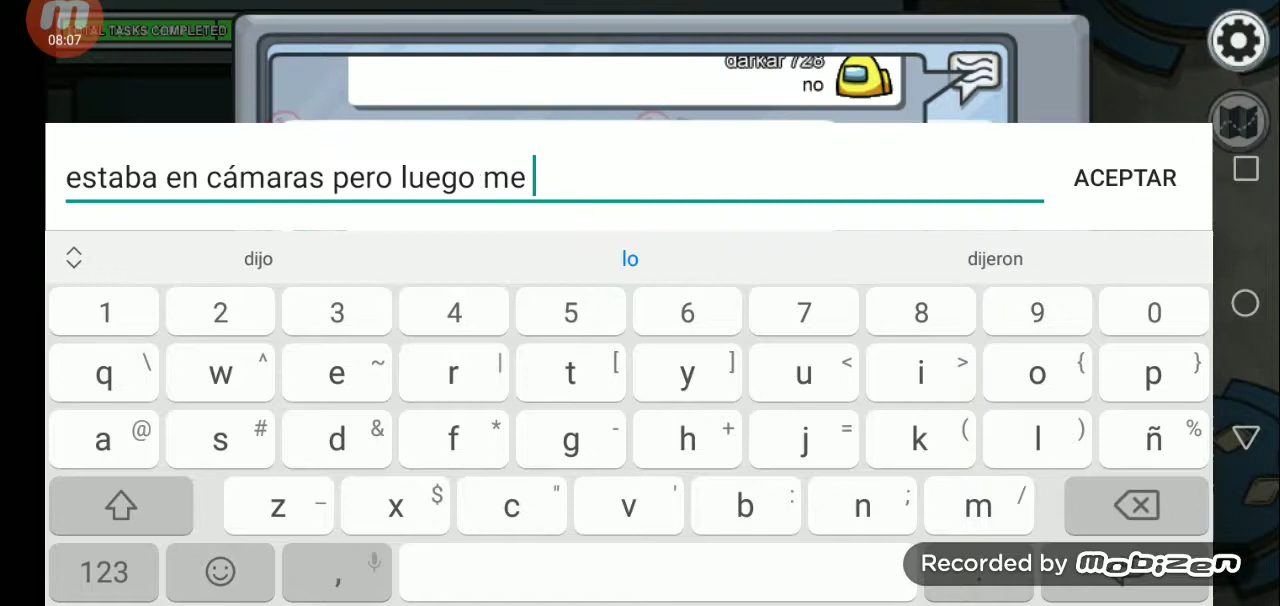 TOTAL TASKS COMPLETED
08:07
darkar 728
no
estaba en cámaras pero luego me
ACEPTAR
dijo lo dijeron
1 2 3 4 5 6 7 8 9 0
q \ w ^ e ~ r | t [ y ] u < i > o { p }
a @ s # d & f * g - h + j = k ( l ) ñ %
z _ x $ c " v ' b : n ; m /
123 , .
Recorded by mobizen